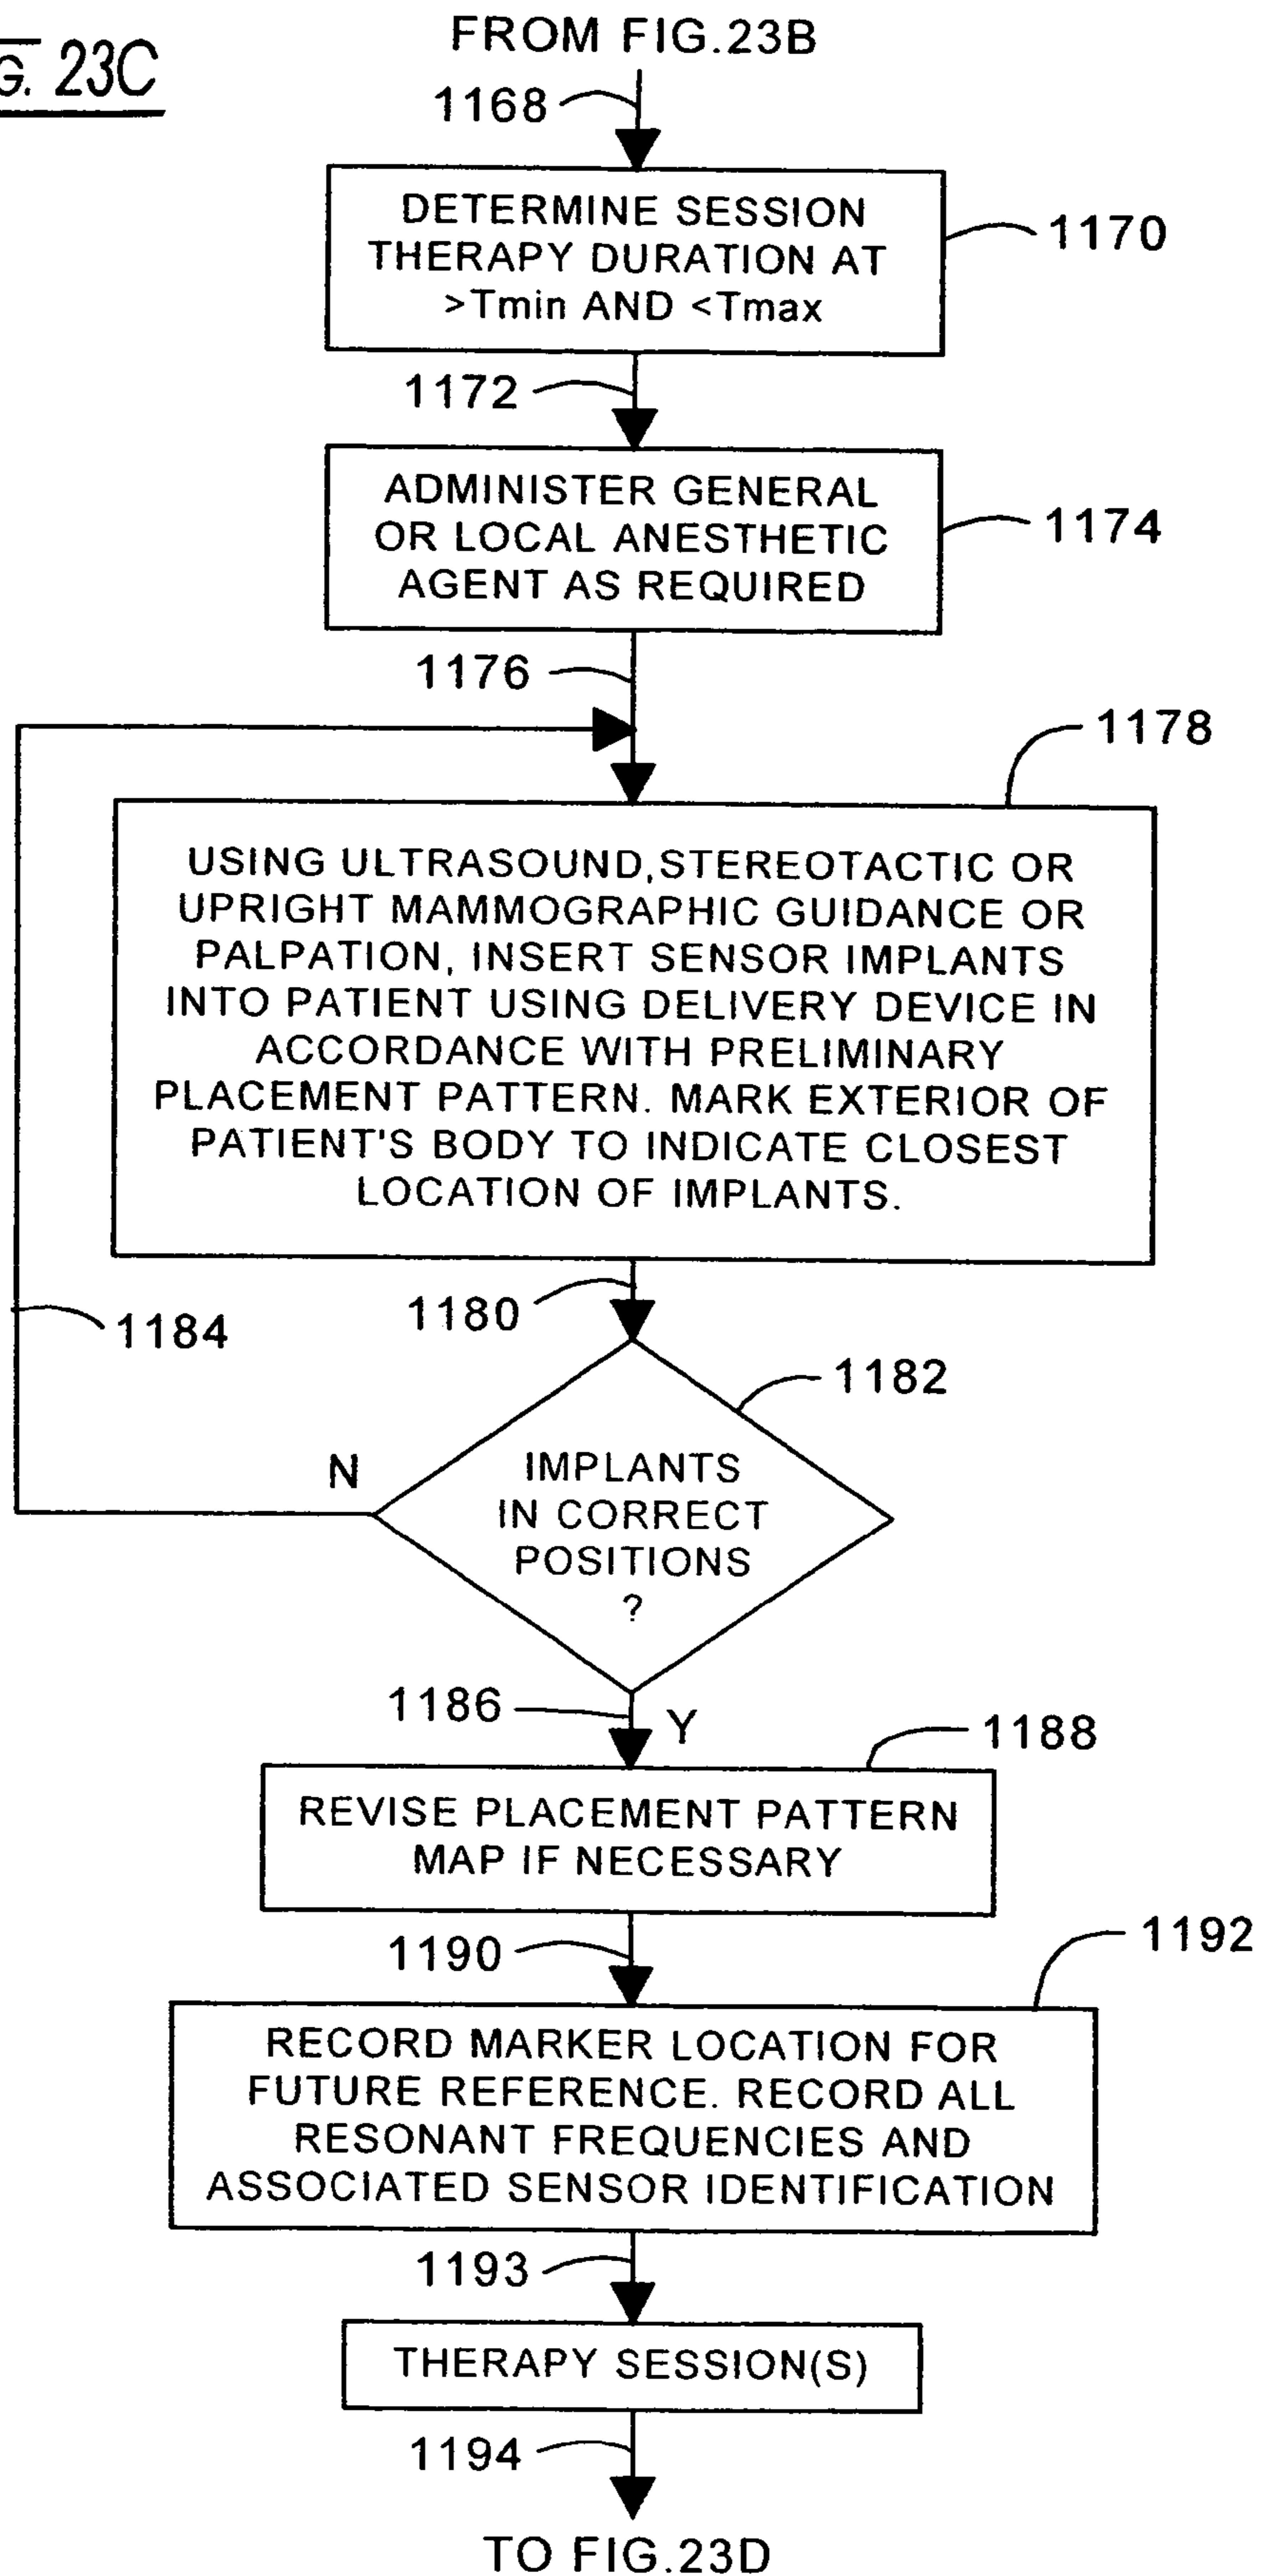 G. 23C
FROM FIG.23B
1168
DETERMINE SESSION
THERAPY DURATION AT
>Tmin AND <Tmax
1170
1172
ADMINISTER GENERAL
OR LOCAL ANESTHETIC
AGENT AS REQUIRED
1174
1176
1178
USING ULTRASOUND,STEREOTACTIC OR
UPRIGHT MAMMOGRAPHIC GUIDANCE OR
PALPATION, INSERT SENSOR IMPLANTS
INTO PATIENT USING DELIVERY DEVICE IN
ACCORDANCE WITH PRELIMINARY
PLACEMENT PATTERN. MARK EXTERIOR OF
PATIENT'S BODY TO INDICATE CLOSEST
LOCATION OF IMPLANTS.
1180
1184
1182
N
IMPLANTS
IN CORRECT
POSITIONS
?
1186
Y
1188
REVISE PLACEMENT PATTERN
MAP IF NECESSARY
1190
1192
RECORD MARKER LOCATION FOR
FUTURE REFERENCE. RECORD ALL
RESONANT FREQUENCIES AND
ASSOCIATED SENSOR IDENTIFICATION
1193
THERAPY SESSION(S)
1194
TO FIG.23D